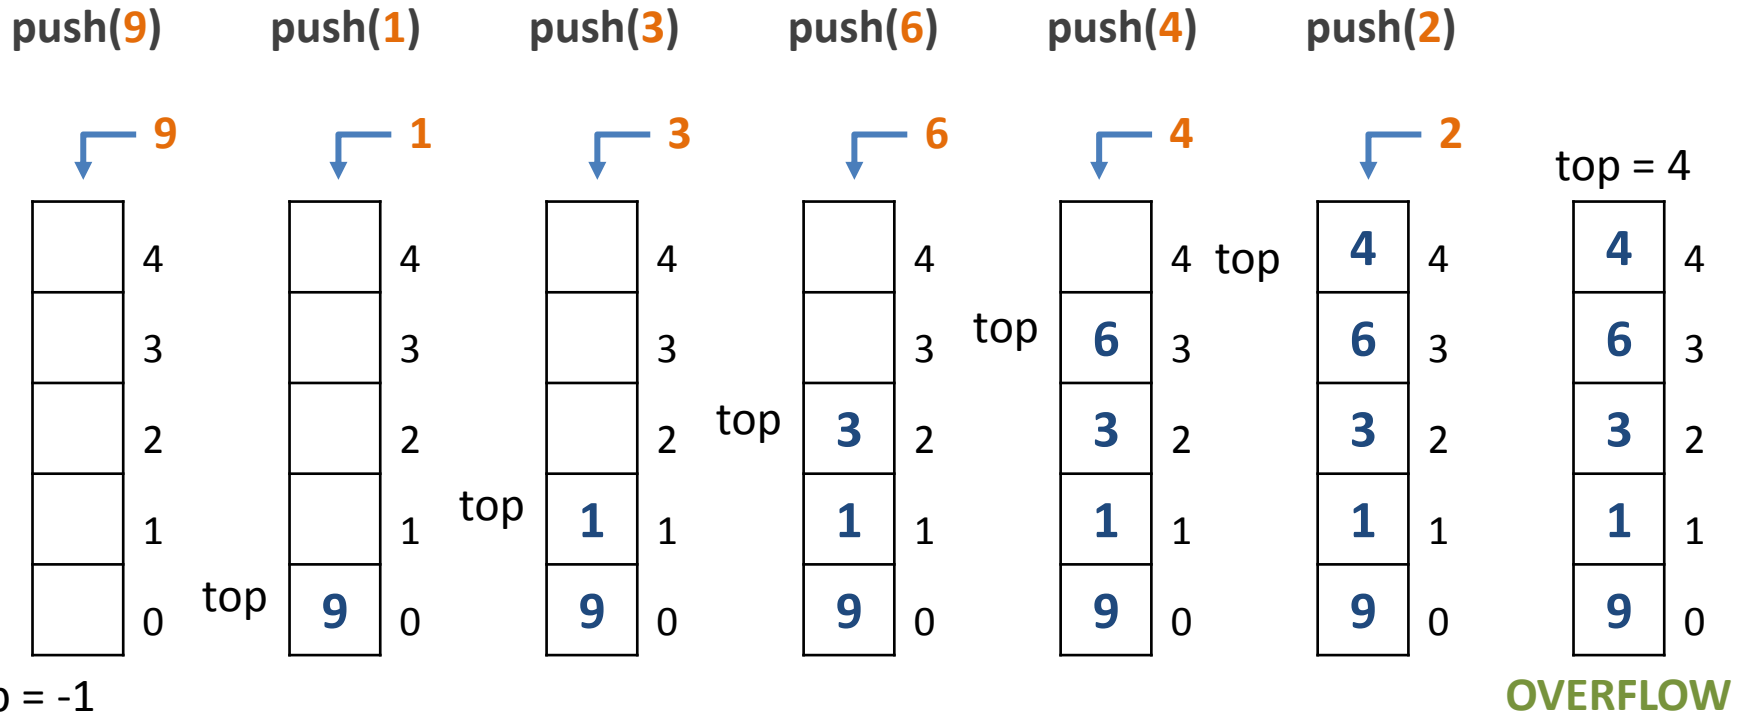 push(9) push(1) push(3) push(6) push(4) push(2)
9 1 3 6 4 2
top = 4
4 4 4 4 4 top 4 4 4 4
3 3 3 3 top 6 3 6 3 6 3
2 2 2 top 3 2 3 2 3 2 3 2
1 1 top 1 1 1 1 1 1 1 1 1 1
0 top 9 0 9 0 9 0 9 0 9 0 9 0
p = -1
OVERFLOW